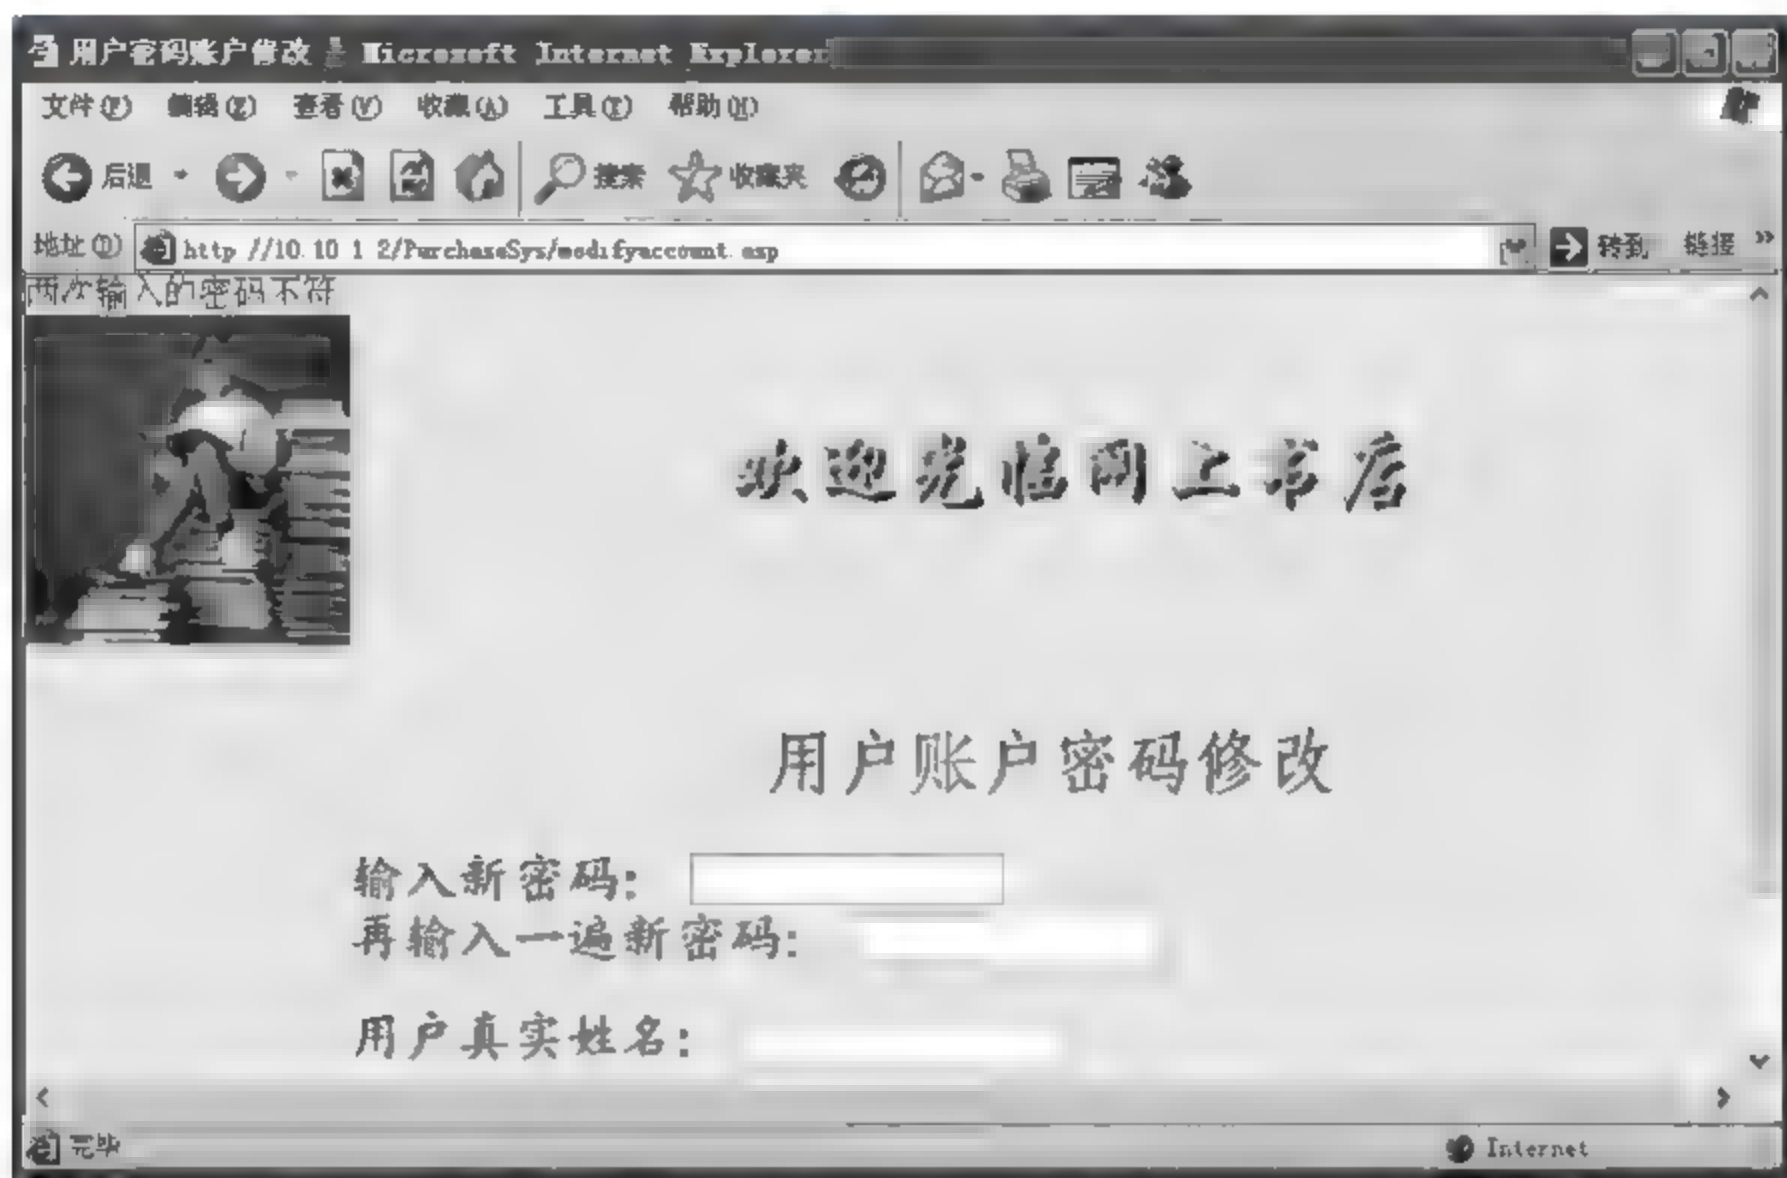 用户密码账户修改 - Microsoft Internet Explorer
文件(F) 编辑(E) 查看(V) 收藏(A) 工具(T) 帮助(H)
后退 搜索 收藏夹
地址(D) http //10.10 1 2/PurchaseSys/modifyaccount.asp 转到 链接 »
两次输入的密码不符
欢迎光临网上书店
用户账户密码修改
输入新密码:
再输入一遍新密码:
用户真实姓名:
完毕 Internet